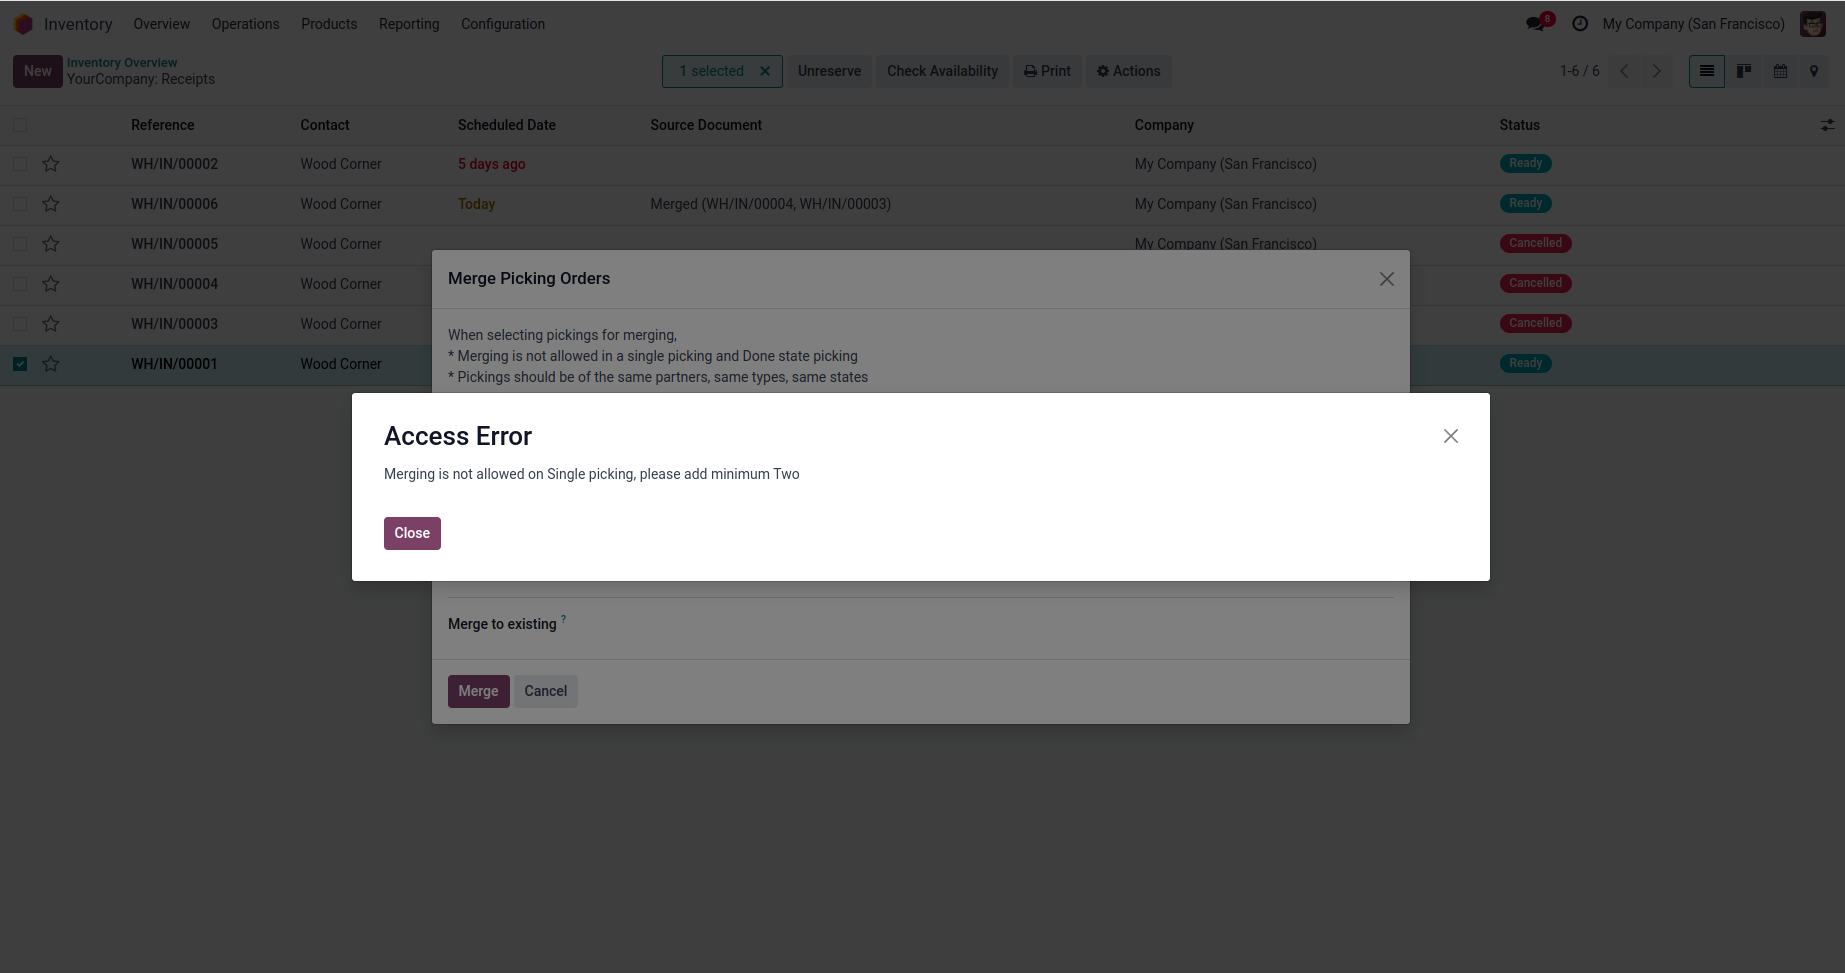 Inventory Overview Operations Products Reporting Configuration 8 My Company (San Francisco)
New Inventory Overview 1 selected Unreserve Check Availability Print Actions 1-6 / 6
YourCompany: Receipts
Reference Contact Scheduled Date Source Document Company Status
WH/IN/00002 Wood Corner 5 days ago My Company (San Francisco) Ready
WH/IN/00006 Wood Corner Today Merged (WH/IN/00004, WH/IN/00003) My Company (San Francisco) Ready
WH/IN/00005 Wood Corner My Company (San Francisco) Cancelled
WH/IN/00004 Wood Corner Cancelled
WH/IN/00003 Wood Corner Cancelled
WH/IN/00001 Wood Corner Ready
Merge Picking Orders
When selecting pickings for merging,
* Merging is not allowed in a single picking and Done state picking
* Pickings should be of the same partners, same types, same states
Access Error
Merging is not allowed on Single picking, please add minimum Two
Close
Merge to existing ?
Merge Cancel